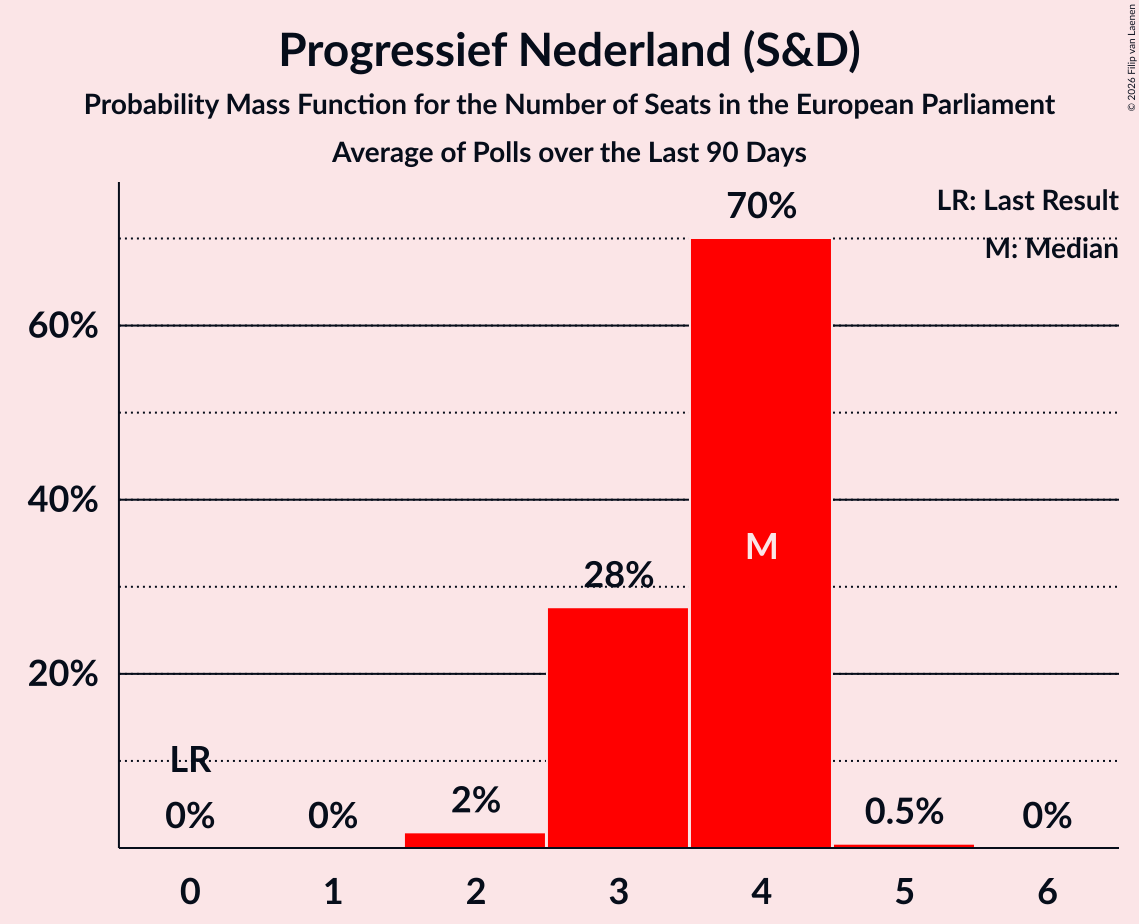 Progressief Nederland (S&D)
Probability Mass Function for the Number of Seats in the European Parliament
Average of Polls over the Last 90 Days
© 2026 Filip van Laenen
LR: Last Result
M: Median
70%
60%
40%
20%
28%
M
LR
0%
0%
2%
0.5%
0%
0
1
2
3
4
5
6